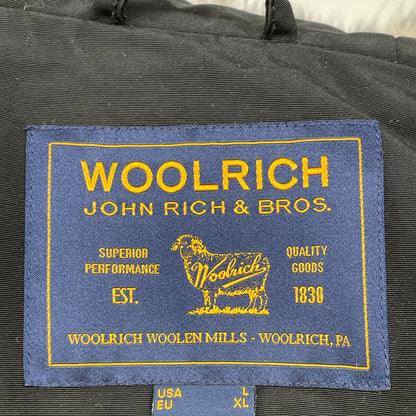 WOOLRICH
JOHN RICH & BROS.
SUPERIOR
PERFORMANCE
QUALITY
GOODS
Woolrich
EST.
1830
WOOLRICH WOOLEN MILLS - WOOLRICH, PA
USA L
EU XL